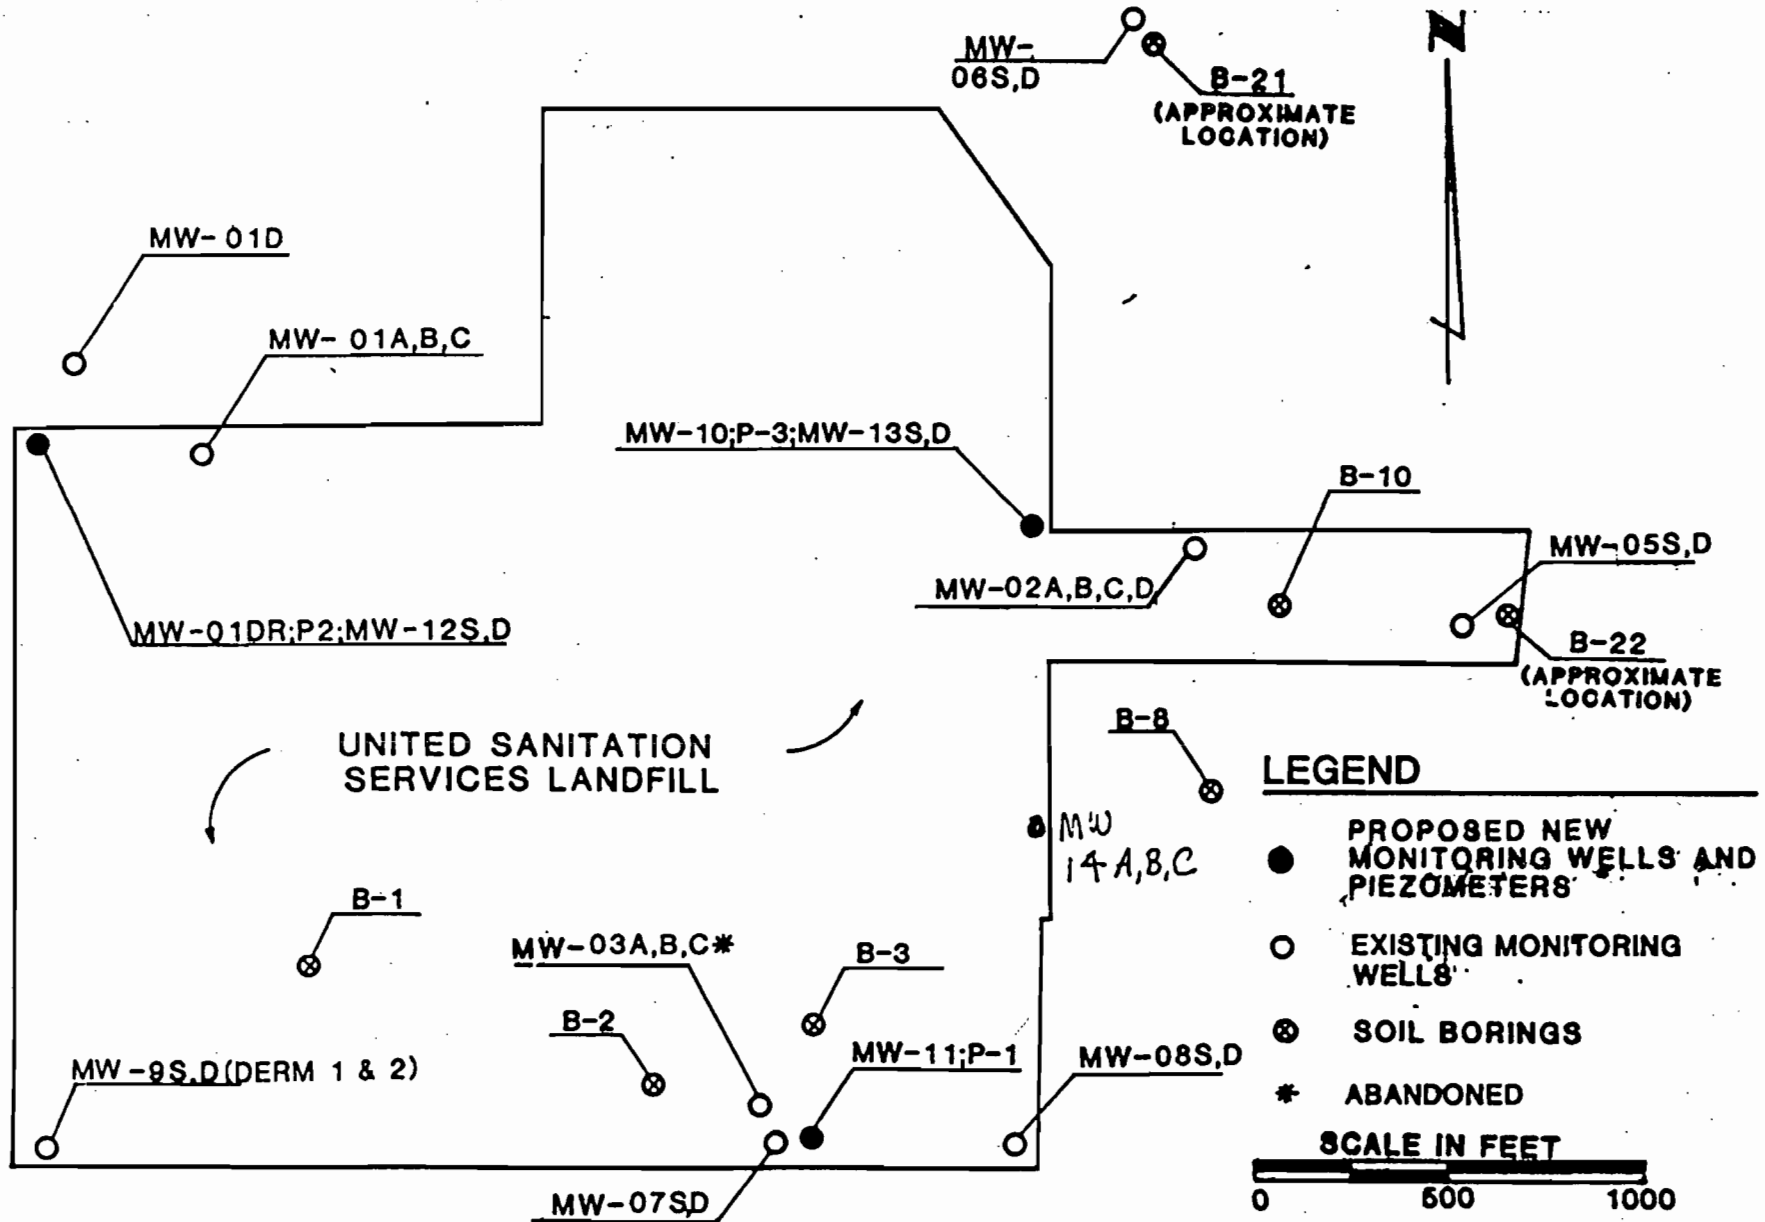 N
MW-
06S,D
B-21
(APPROXIMATE
LOCATION)
MW- 01D
MW- 01A,B,C
MW-10;P-3;MW-13S,D
B-10
MW-05S,D
MW-02A,B,C,D
MW-01DR;P2;MW-12S,D
B-22
(APPROXIMATE
LOCATION)
B-8
UNITED SANITATION
SERVICES LANDFILL
MW
14 A,B,C
B-1
MW-03A,B,C*
B-3
B-2
MW-11;P-1
MW-08S,D
MW-9S,D(DERM 1 & 2)
MW-07S,D
LEGEND
PROPOSED NEW
MONITORING WELLS AND
PIEZOMETERS
EXISTING MONITORING
WELLS
SOIL BORINGS
* ABANDONED
SCALE IN FEET
0 500 1000